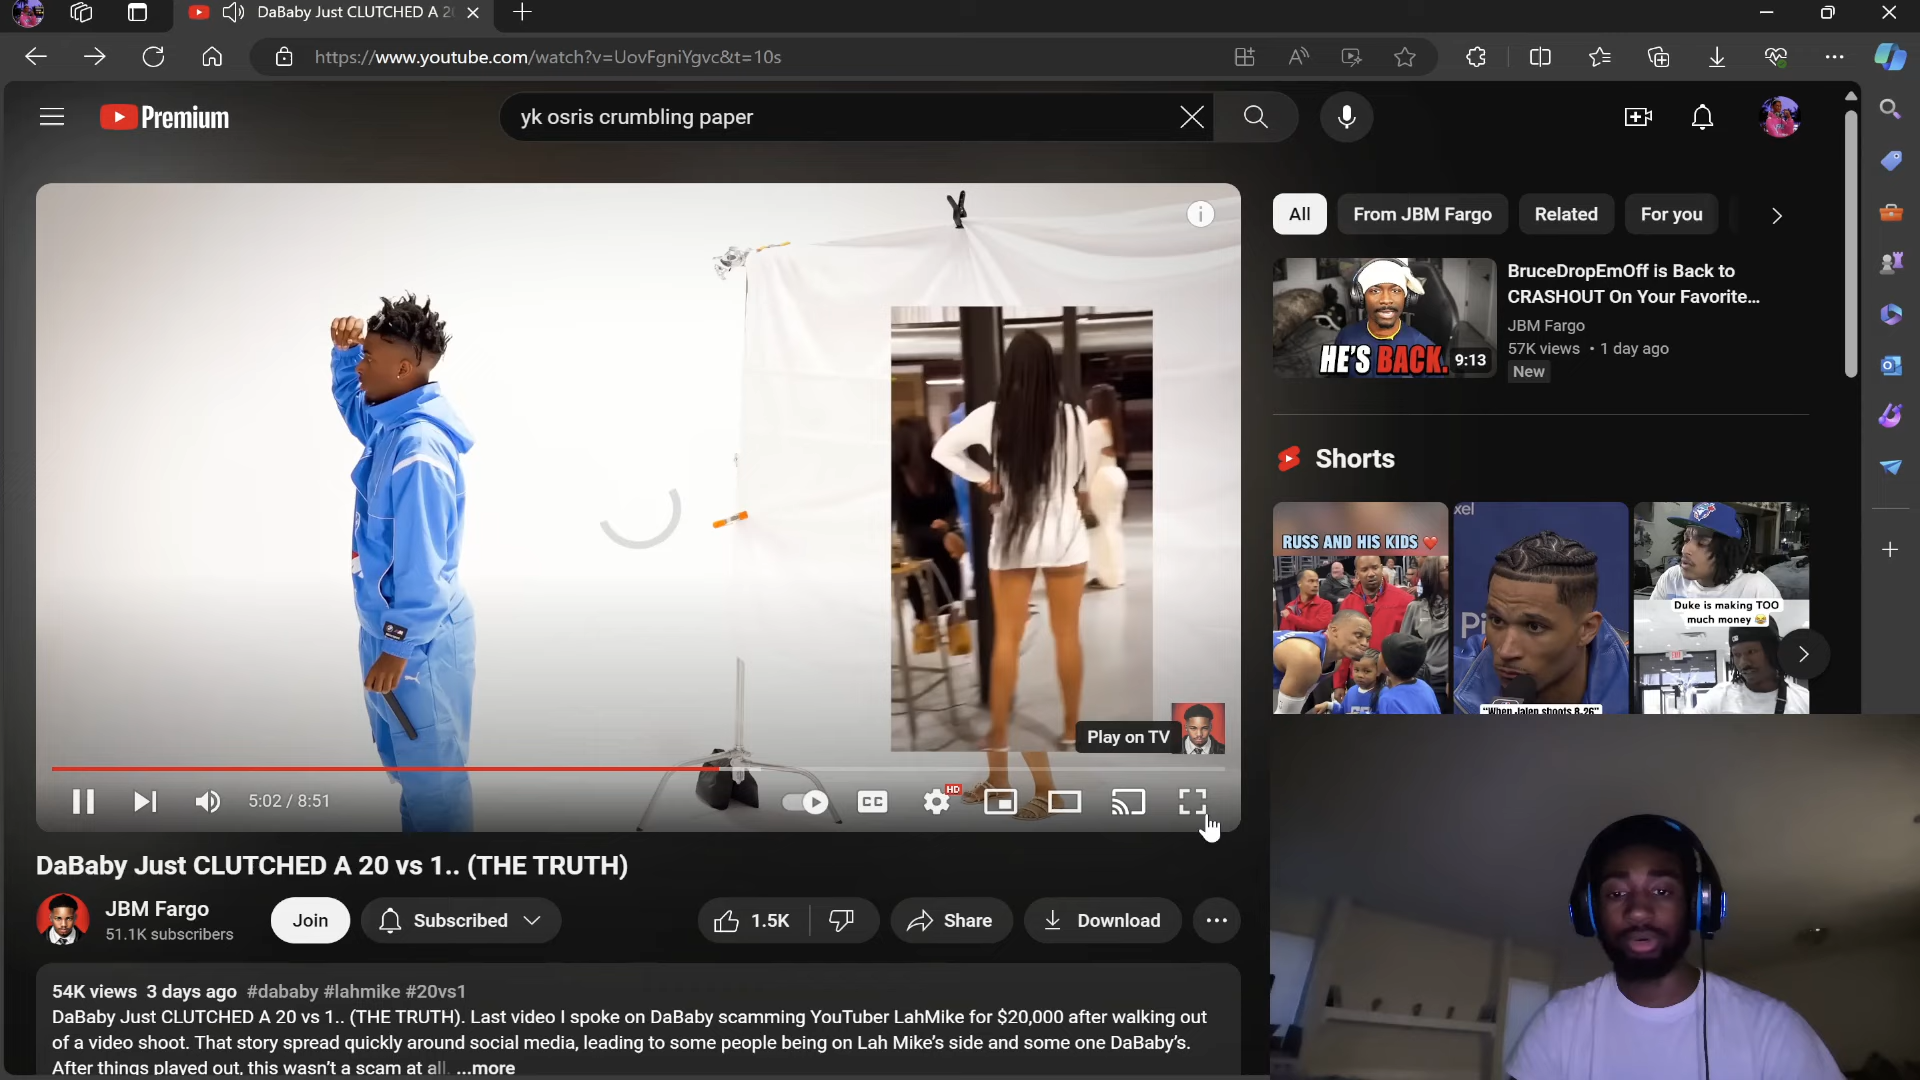 DaBaby Just CLUTCHED A 20
https://www.youtube.com/watch?v=UovFgniYgvc&t=10s
Premium
yk osris crumbling paper
All
From JBM Fargo
Related
For you
BruceDropEmOff is Back to
CRASHOUT On Your Favorite...
JBM Fargo
57K views • 1 day ago
New
HE'S BACK.
9:13
Shorts
RUSS AND HIS KIDS
xel
Duke is making TOO
much money
"When Jalen shoots 8-26"
Play on TV
5:02 / 8:51
CC
HD
DaBaby Just CLUTCHED A 20 vs 1.. (THE TRUTH)
JBM Fargo
51.1K subscribers
Join
Subscribed
1.5K
Share
Download
54K views 3 days ago #dababy #lahmike #20vs1
DaBaby Just CLUTCHED A 20 vs 1.. (THE TRUTH). Last video I spoke on DaBaby scamming YouTuber LahMike for $20,000 after walking out
of a video shoot. That story spread quickly around social media, leading to some people being on Lah Mike's side and some one DaBaby's.
After things played out, this wasn't a scam at all. ...more